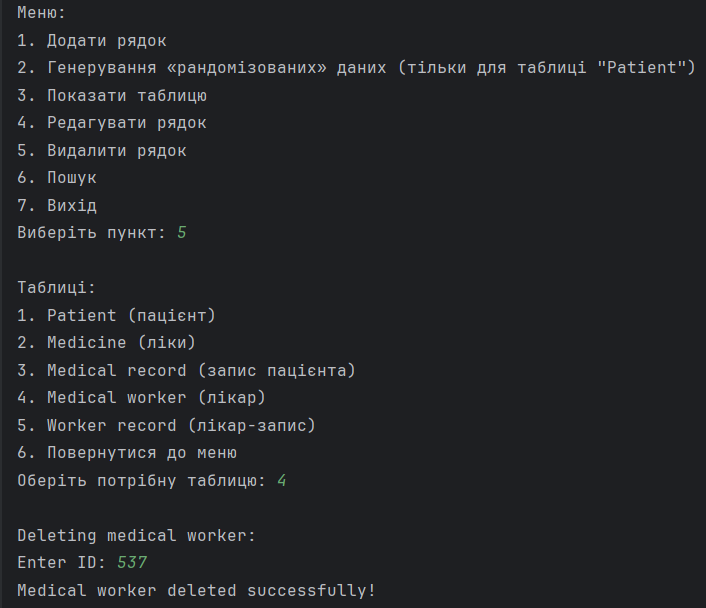 Меню:
1. Додати рядок
2. Генерування «рандомізованих» даних (тільки для таблиці "Patient")
3. Показати таблицю
4. Редагувати рядок
5. Видалити рядок
6. Пошук
7. Вихід
Виберіть пункт: 5
Таблиці:
1. Patient (пацієнт)
2. Medicine (ліки)
3. Medical record (запис пацієнта)
4. Medical worker (лікар)
5. Worker record (лікар-запис)
6. Повернутися до меню
Оберіть потрібну таблицю: 4
Deleting medical worker:
Enter ID: 537
Medical worker deleted successfully!